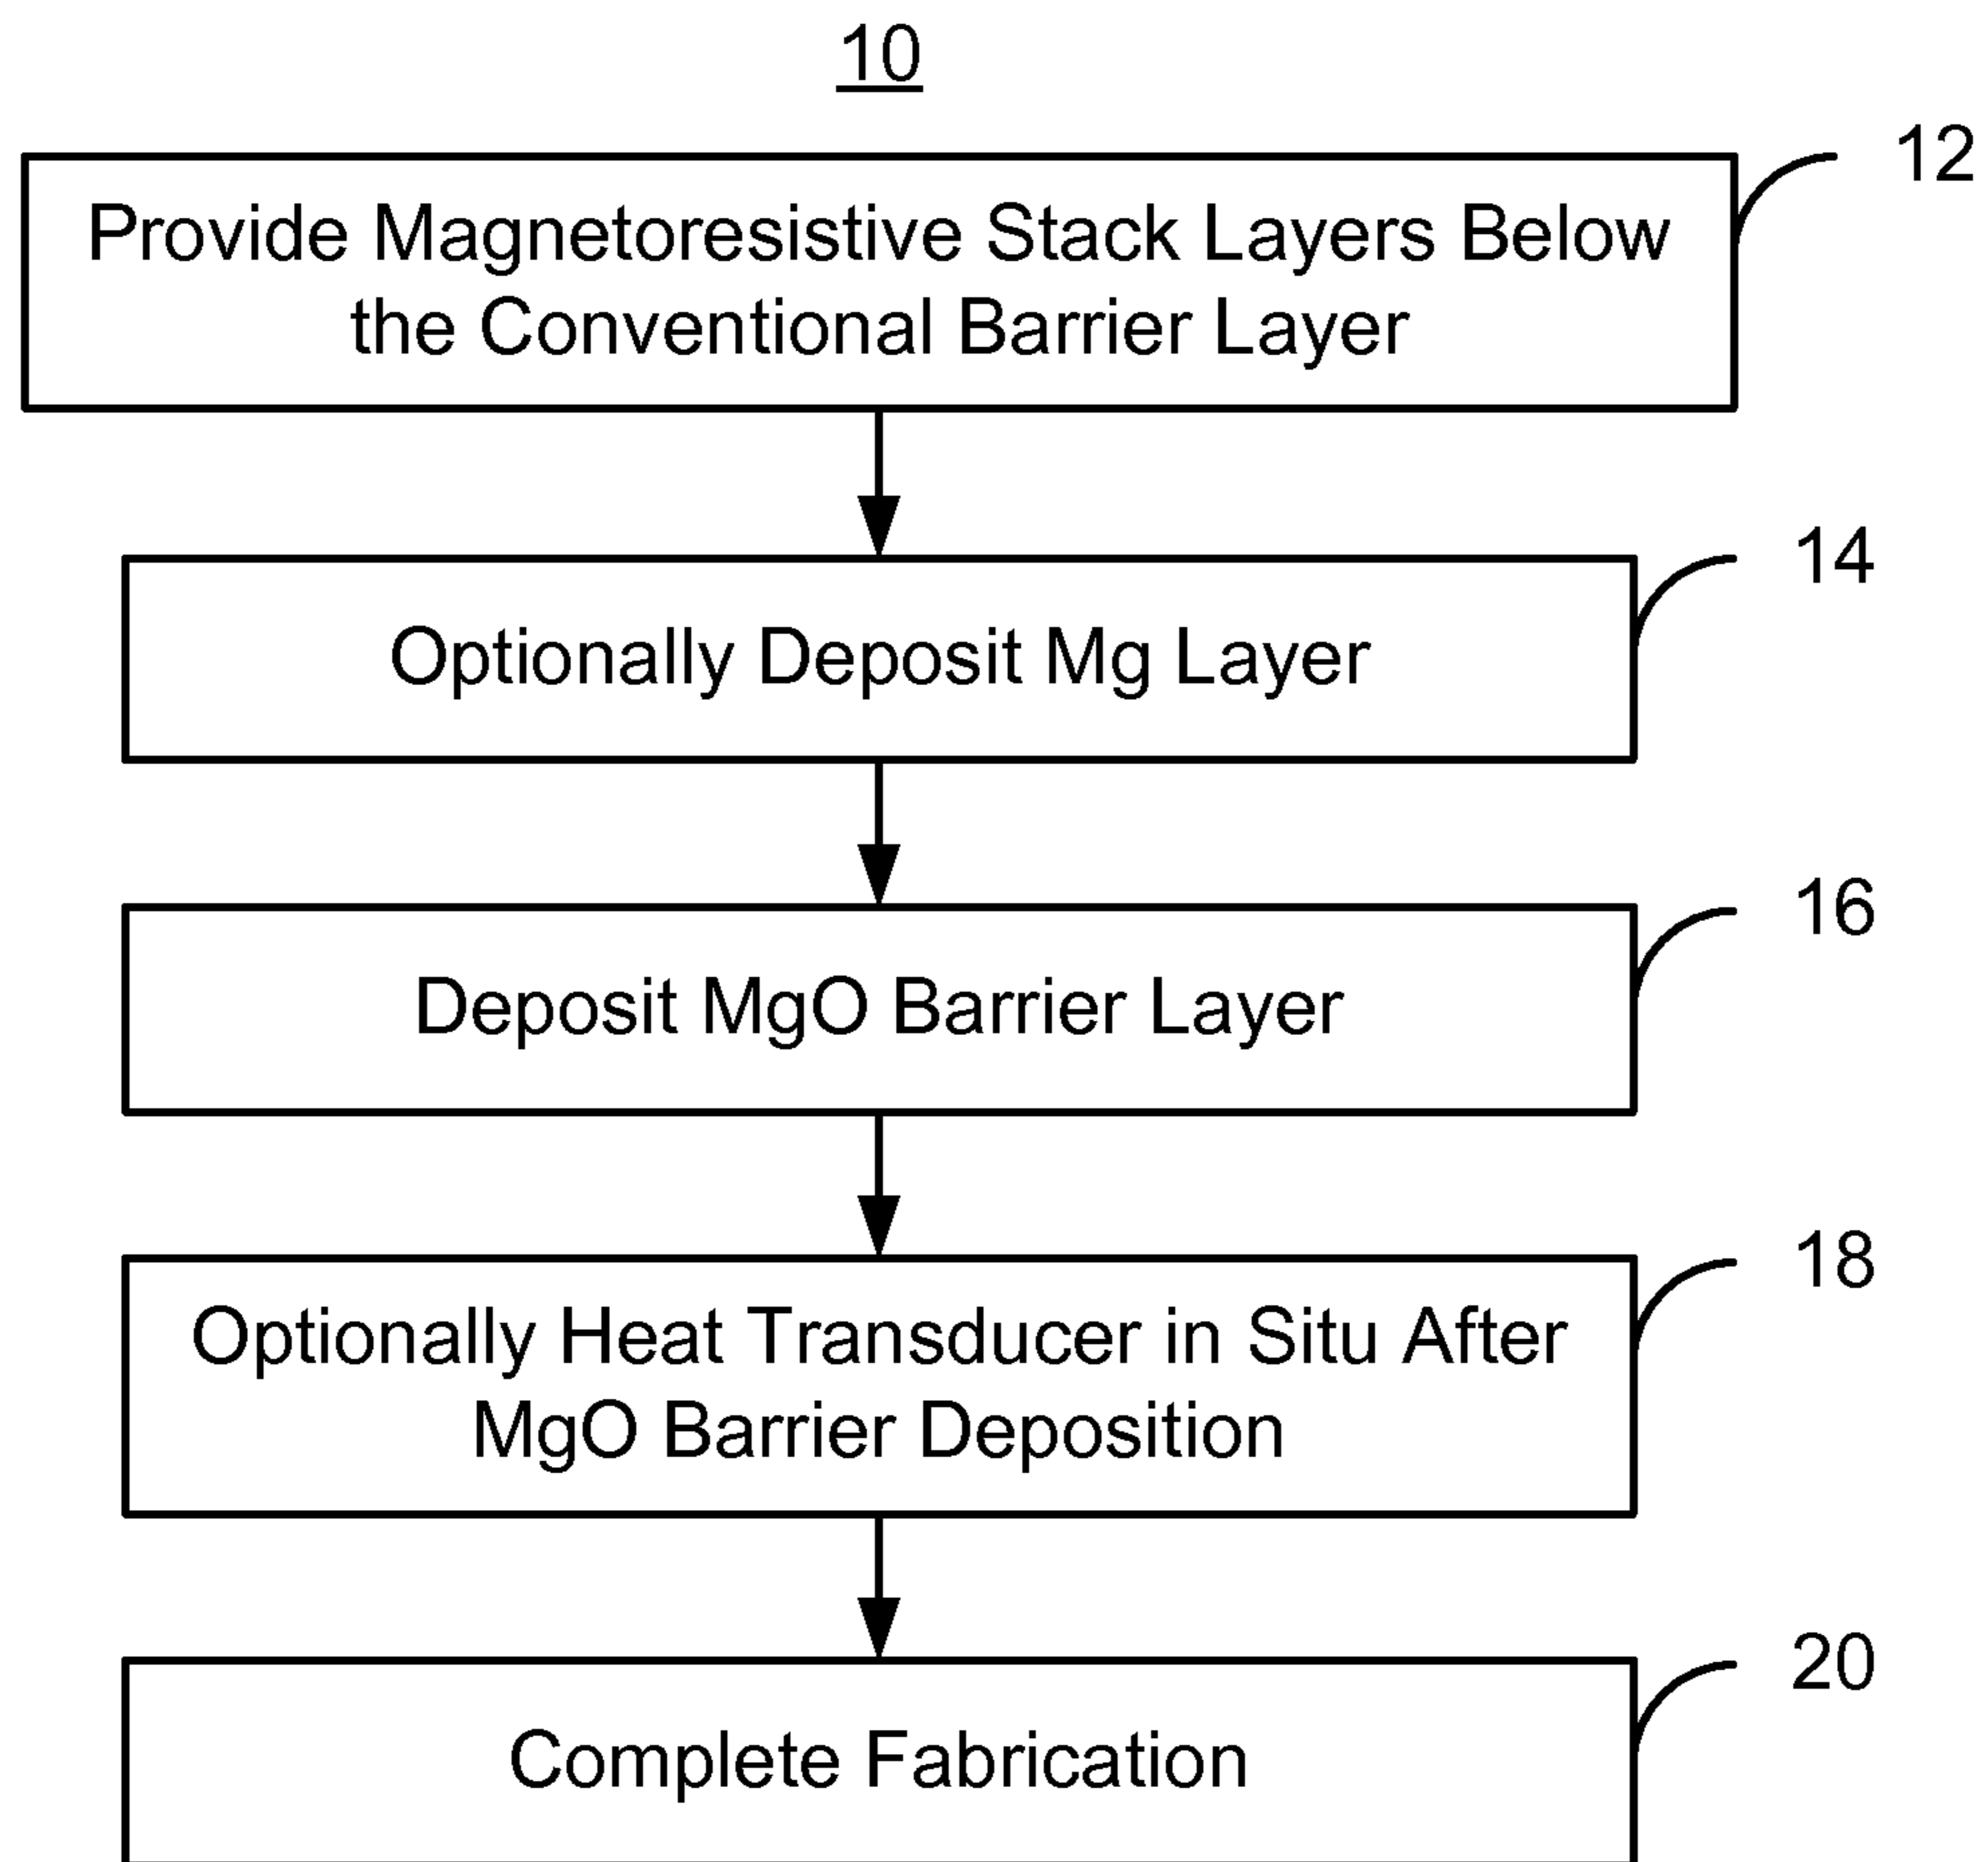 10
12
Provide Magnetoresistive Stack Layers Below
the Conventional Barrier Layer
14
Optionally Deposit Mg Layer
16
Deposit MgO Barrier Layer
18
Optionally Heat Transducer in Situ After
MgO Barrier Deposition
20
Complete Fabrication